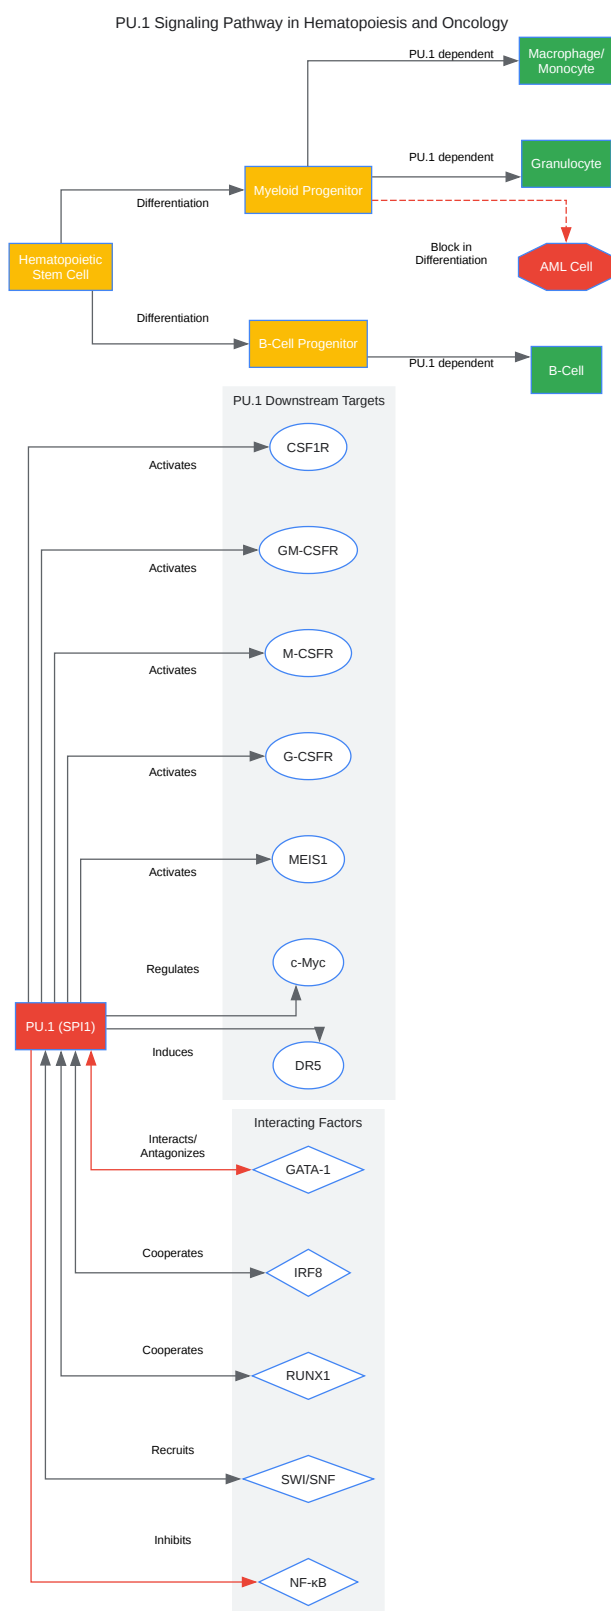 PU.1 Signaling Pathway in Hematopoiesis and Oncology
PU.1 dependent
Macrophage/
Monocyte
PU.1 dependent
Granulocyte
Myeloid Progenitor
Differentiation
Block in
Differentiation
AML Cell
Hematopoietic
Stem Cell
Differentiation
B-Cell Progenitor
PU.1 dependent
B-Cell
PU.1 Downstream Targets
CSF1R
Activates
GM-CSFR
Activates
M-CSFR
Activates
G-CSFR
Activates
MEIS1
Activates
c-Myc
Regulates
PU.1 (SPI1)
Induces
DR5
Interacting Factors
Interacts/
Antagonizes
GATA-1
Cooperates
IRF8
Cooperates
RUNX1
Recruits
SWI/SNF
Inhibits
NF-κB